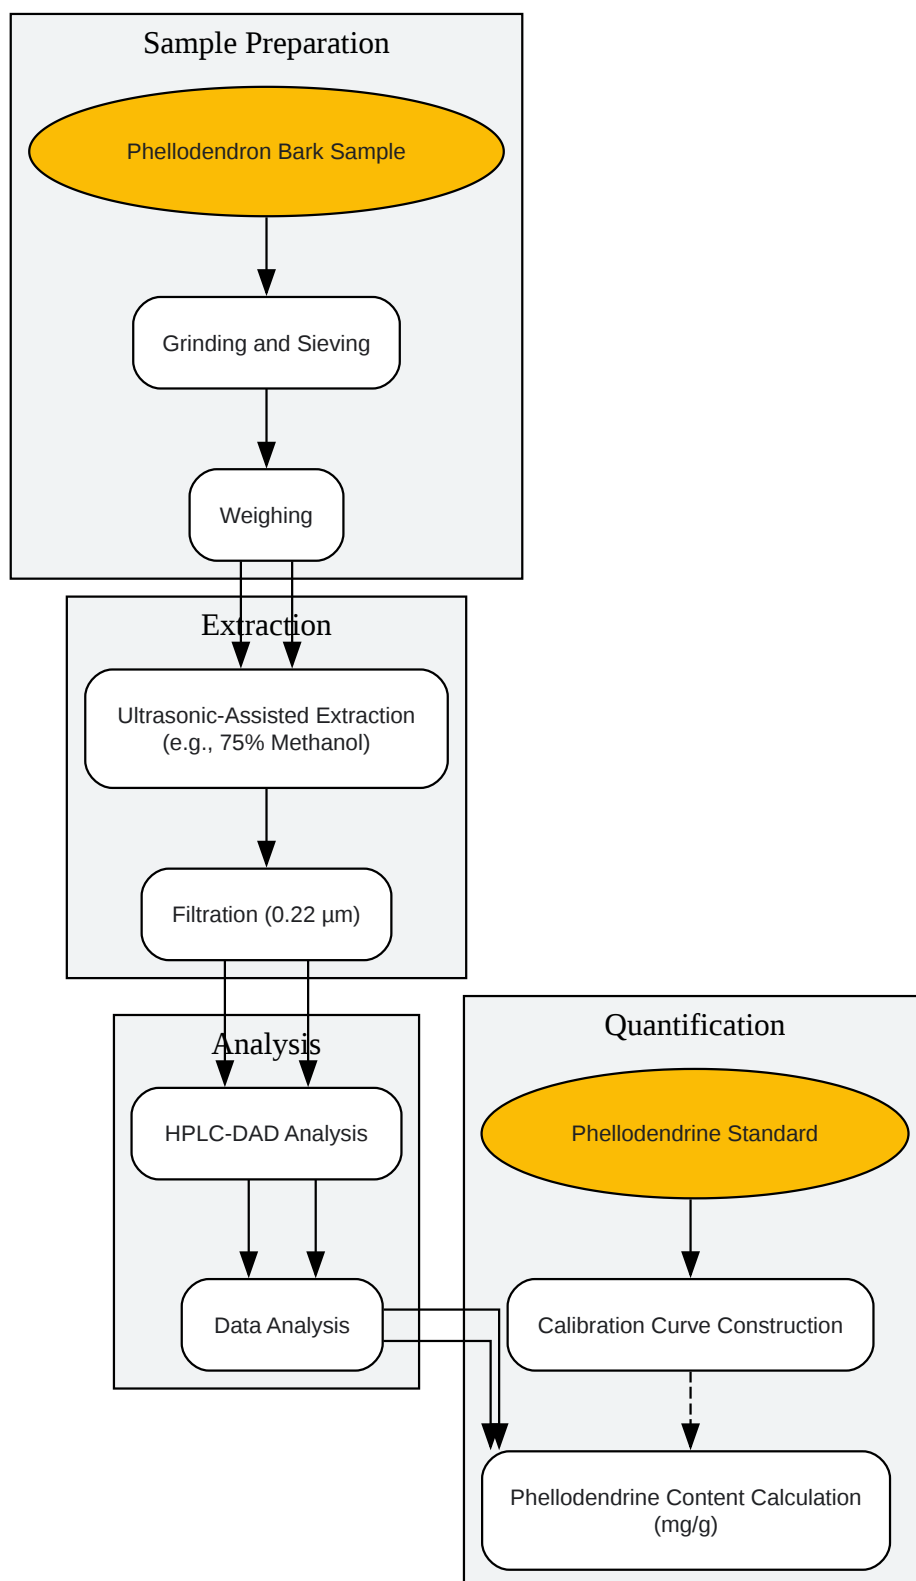 Sample Preparation
Phellodendron Bark Sample
Grinding and Sieving
Weighing
Extraction
Ultrasonic-Assisted Extraction
(e.g., 75% Methanol)
Filtration (0.22 µm)
Analysis
HPLC-DAD Analysis
Data Analysis
Quantification
Phellodendrine Standard
Calibration Curve Construction
Phellodendrine Content Calculation
(mg/g)